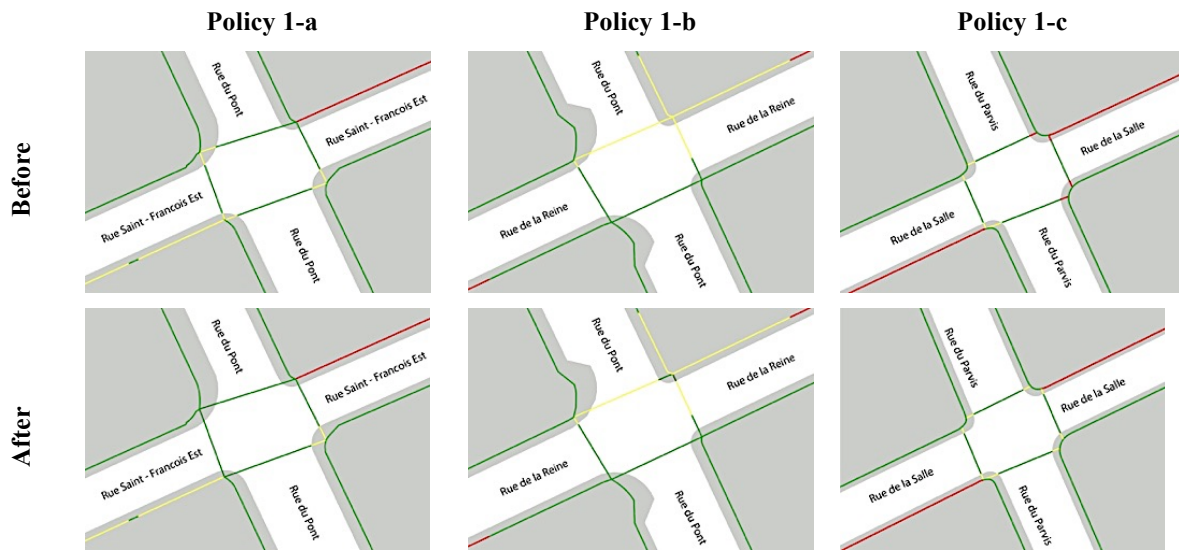 Policy 1-a
Policy 1-b
Policy 1-c
Before
Rue du Pont
Rue Saint - Francois Est
Rue Saint - Francois Est
Rue du Pont
Rue du Pont
Rue de la Reine
Rue de la Reine
Rue du Pont
Rue du Parvis
Rue de la Salle
Rue de la Salle
Rue du Parvis
After
Rue du Pont
Rue Saint - Francois Est
Rue Saint - Francois Est
Rue du Pont
Rue du Pont
Rue de la Reine
Rue de la Reine
Rue du Pont
Rue du Parvis
Rue de la Salle
Rue de la Salle
Rue du Parvis